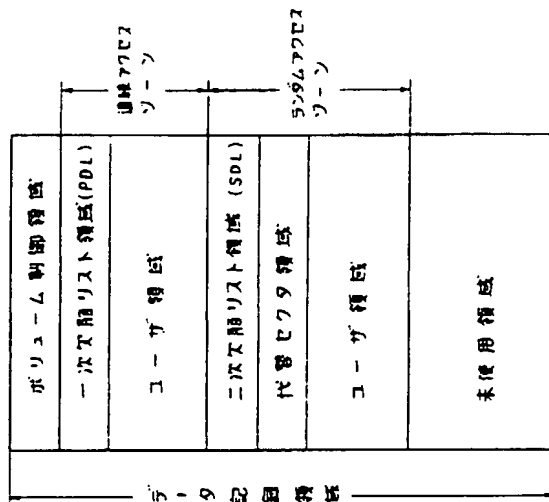 連続アクセス
ゾーン
ランダムアクセス
ゾーン
ボリューム制御領域
一次欠陥リスト領域(PDL)
ユーザ領域
二次欠陥リスト領域 (SDL)
代替セクタ領域
ユーザ領域
未使用領域
データ記録領域